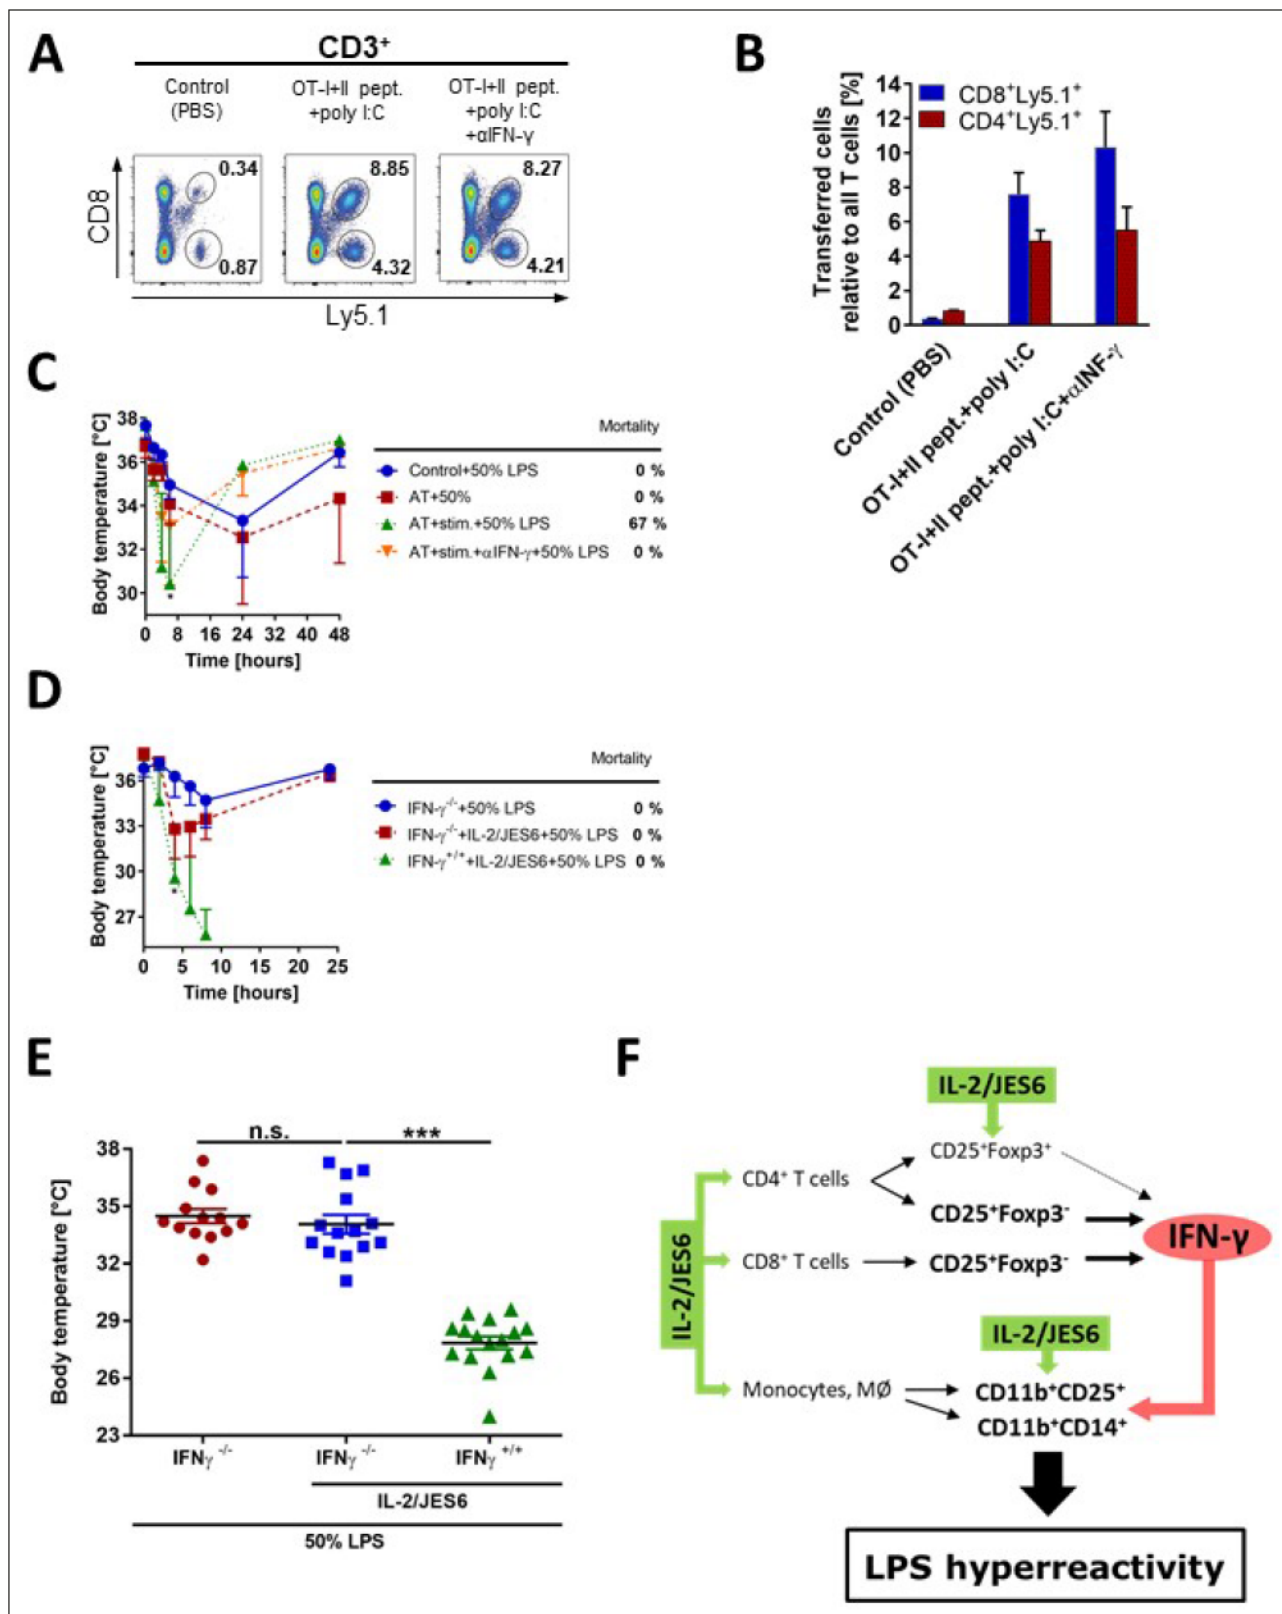 A
CD3⁺
Control
(PBS)
OT-I+II pept.
+poly I:C
OT-I+II pept.
+poly I:C
+αIFN-γ
0.34
0.87
8.85
4.32
8.27
4.21
CD8
Ly5.1
B
Transferred cells
relative to all T cells [%]
14
12
10
8
6
4
2
0
CD8⁺Ly5.1⁺
CD4⁺Ly5.1⁺
Control (PBS)
OT-I+II pept.+poly I:C
OT-I+II pept.+poly I:C+αINF-γ
C
Body temperature [°C]
38
36
34
32
30
*
0 8 16 24 32 40 48
Time [hours]
Mortality
Control+50% LPS 0 %
AT+50% 0 %
AT+stim.+50% LPS 67 %
AT+stim.+αIFN-γ+50% LPS 0 %
D
Body temperature [°C]
36
33
30
27
*
0 5 10 15 20 25
Time [hours]
Mortality
IFN-γ⁻/⁻+50% LPS 0 %
IFN-γ⁻/⁻+IL-2/JES6+50% LPS 0 %
IFN-γ⁺/⁺+IL-2/JES6+50% LPS 0 %
E
Body temperature [°C]
38
35
32
29
26
23
n.s.
***
IFNγ ⁻/⁻
IFNγ ⁻/⁻
IFNγ ⁺/⁺
IL-2/JES6
50% LPS
F
IL-2/JES6
IL-2/JES6
CD4⁺ T cells
CD25⁺Foxp3⁺
CD25⁺Foxp3⁻
CD8⁺ T cells
CD25⁺Foxp3⁻
IFN-γ
IL-2/JES6
Monocytes, MØ
CD11b⁺CD25⁺
CD11b⁺CD14⁺
LPS hyperreactivity